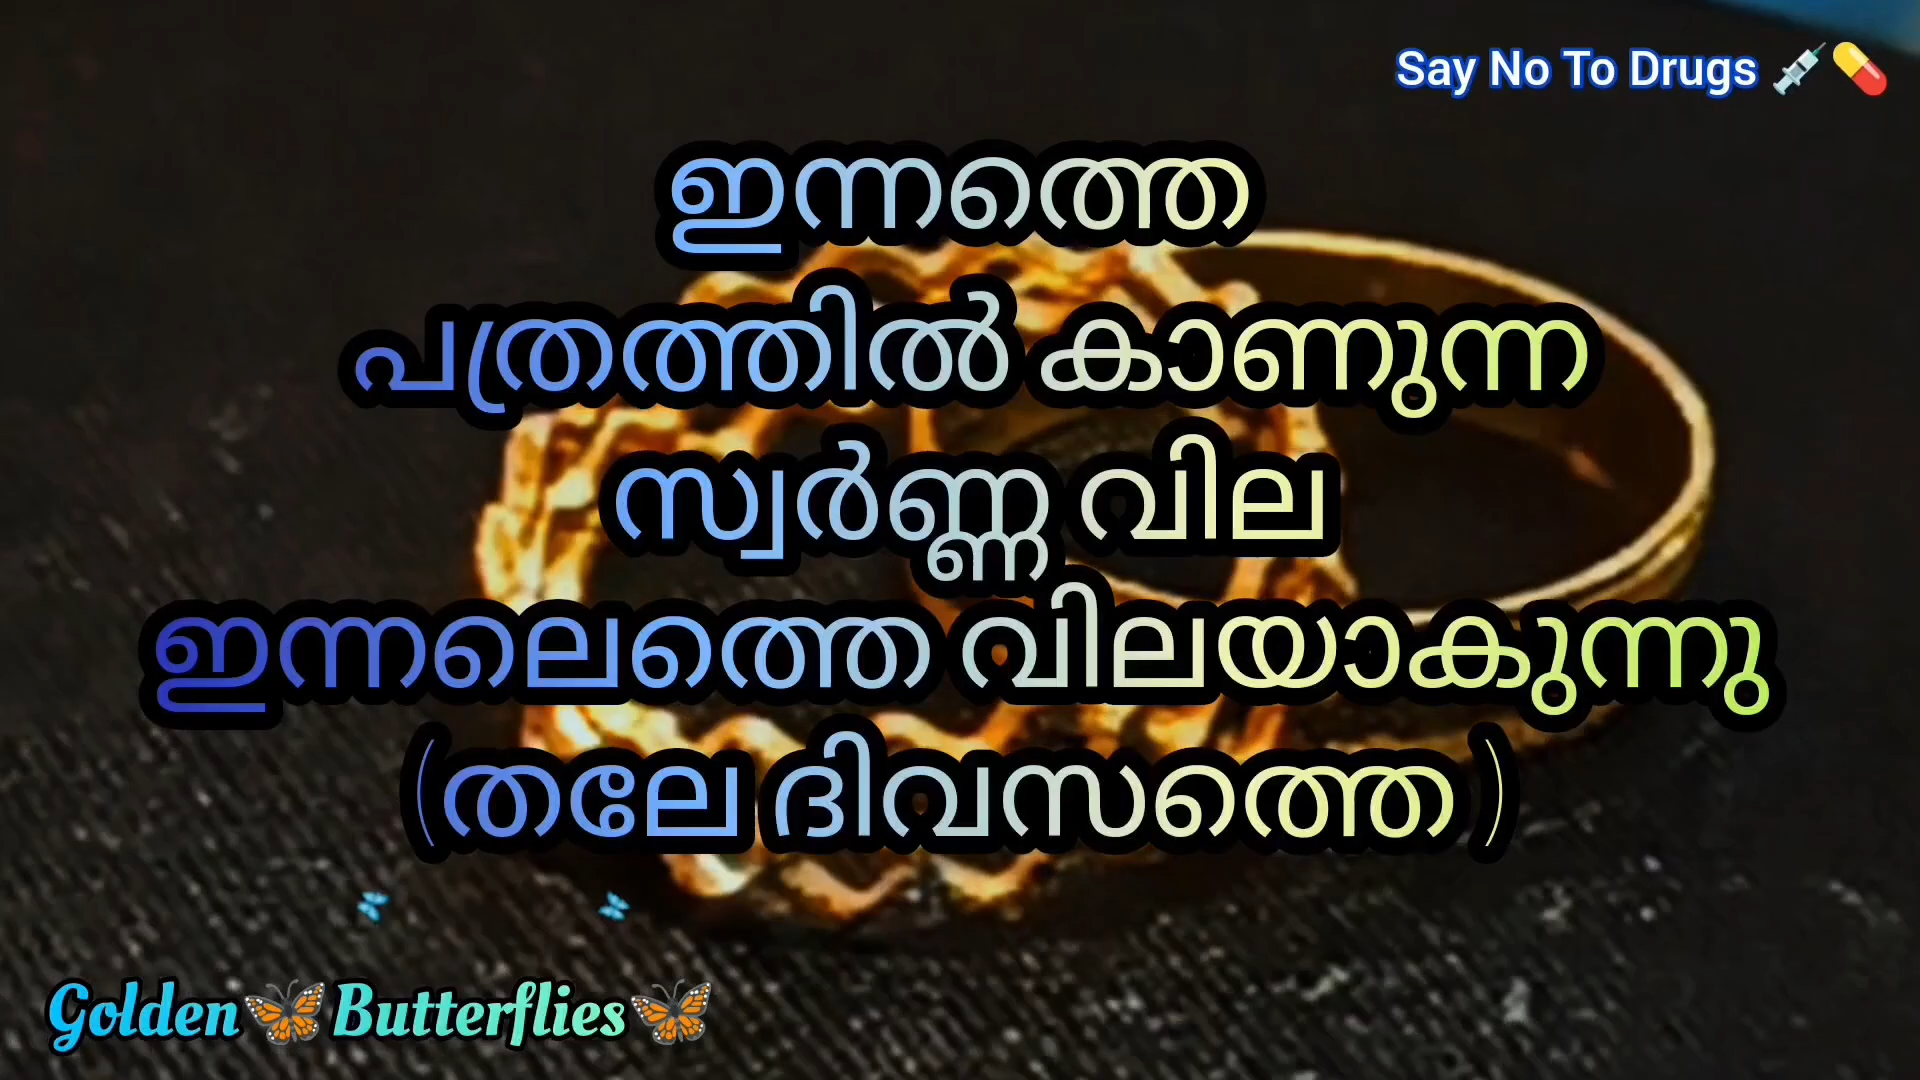 Say No To Drugs 💉💊
ഇന്നത്തെ
പത്രത്തിൽ കാണുന്ന
സ്വർണ്ണ വില
ഇന്നലെത്തെ വിലയാകുന്നു
(തലേ ദിവസത്തെ)
Golden🦋Butterflies🦋